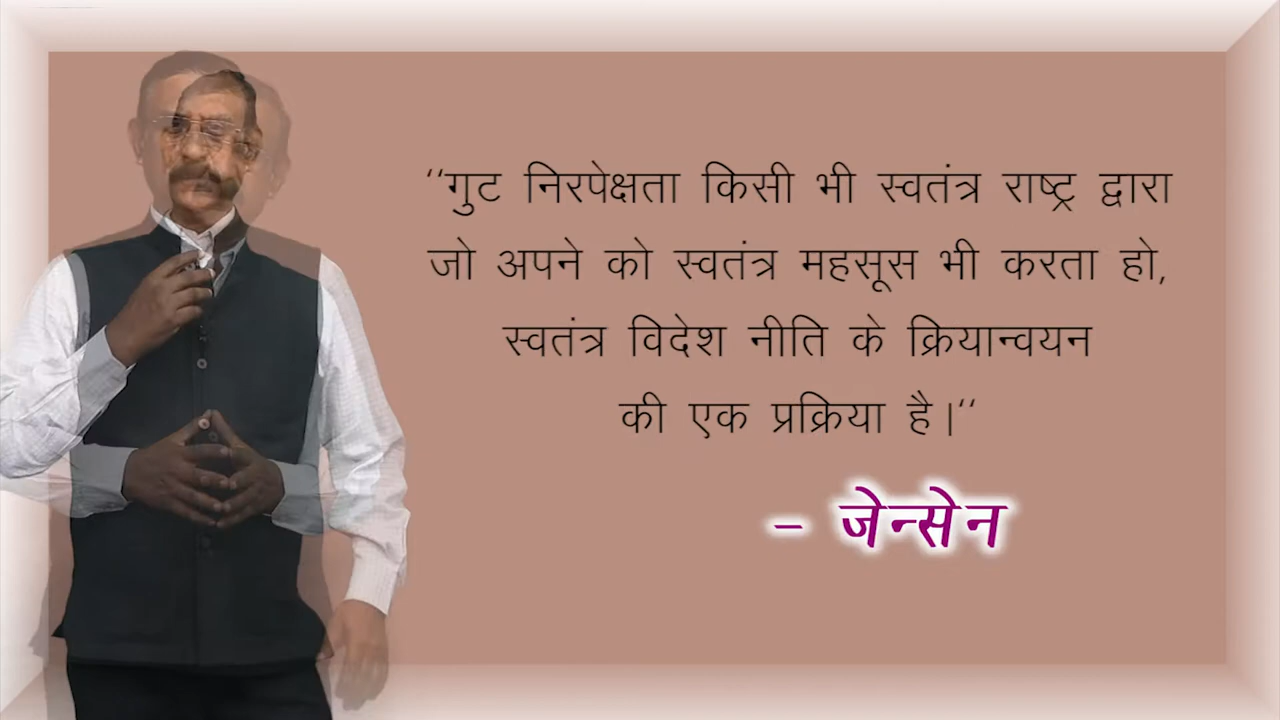 ‘‘गुट निरपेक्षता किसी भी स्वतंत्र राष्ट्र द्वारा
जो अपने को स्वतंत्र महसूस भी करता हो,
स्वतंत्र विदेश नीति के क्रियान्वयन
की एक प्रक्रिया है।‘‘
– जेन्सेन